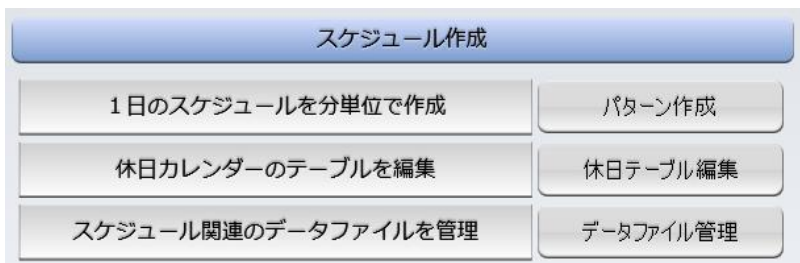 スケジュール作成
1日のスケジュールを分単位で作成 パターン作成
休日カレンダーのテーブルを編集 休日テーブル編集
スケジュール関連のデータファイルを管理 データファイル管理